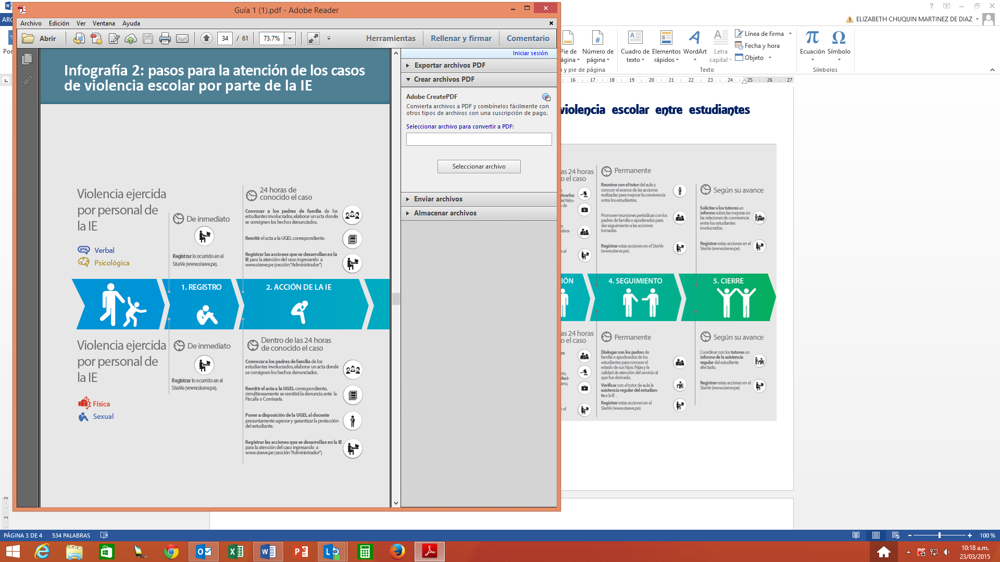 Guía 1 (1).pdf - Adobe Reader
Archivo Edición Ver Ventana Ayuda
Abrir 34 / 61 73.7% Herramientas Rellenar y firmar Comentario
Infografía 2: pasos para la atención de los casos
de violencia escolar por parte de la IE
Violencia ejercida
por personal de
la IE
Verbal
Psicológica
De inmediato
Registrar lo ocurrido en el
SíseVe (www.siseve.pe).
24 horas de
conocido el caso
Convocar a los padres de familia de los
estudiantes involucrados, elaborar un acta donde
se consignen los hechos denunciados.
Remitir el acta a la UGEL correspondiente.
Registrar las acciones que se desarrollan en la
IE para la atención del caso ingresando a
www.siseve.pe (sección "Administrador")
1. REGISTRO
2. ACCIÓN DE LA IE
Violencia ejercida
por personal de
la IE
Física
Sexual
De inmediato
Registrar lo ocurrido en el
SíseVe (www.siseve.pe).
Dentro de las 24 horas
de conocido el caso
Convocar a los padres de familia de los
estudiantes involucrados, elaborar un acta donde
se consignen los hechos denunciados.
Remitir el acta a la UGEL correspondiente,
simultáneamente se remitirá la denuncia ante la
Fiscalía o Comisaría.
Poner a disposición de la UGEL al docente
presuntamente agresor y garantizar la protección
del estudiante.
Registrar las acciones que se desarrollan en la IE
para la atención del caso ingresando a
www.siseve.pe (sección "Administrador")
Iniciar sesión
Exportar archivos PDF
Crear archivos PDF
Adobe CreatePDF
Convierta archivos a PDF y combínelos fácilmente con
otros tipos de archivos con una suscripción de pago.
Seleccionar archivo para convertir a PDF:
Seleccionar archivo
Enviar archivos
Almacenar archivos
ARC
Por
ELIZABETH CHUQUIN MARTINEZ DE DIAZ
Pie de
página
Número de
página
o y pie de página
Cuadro de
texto
Elementos
rápidos
WordArt
Letra
capital
Línea de firma
Fecha y hora
Objeto
Texto
Ecuación
Símbolo
Símbolos
16 17 18 19 20 21 22 23 24 25 26 27
violencia escolar entre estudiantes
as 24 horas
o el caso
rivarlos
del Niño
o de
os
dera-
n el
Permanente
Reunirse con el tutor del aula y
conocer el avance de las acciones
realizadas para mejorar la convivencia
entre los estudiantes.
Promover reuniones periódicas con los
padres de familia o apoderados para
dar seguimiento a las acciones
tomadas.
Registrar estas acciones en el SíseVe
(www.siseve.pe).
Según su avance
Solicitar a los tutores un
informe sobre las mejoras en
las relaciones de convivencia
entre los estudiantes
involucrados.
Registrar estas acciones en el
SíseVe (www.siseve.pe).
IÓN
4. SEGUIMIENTO
5. CIERRE
as 24 horas
o el caso
os
rio,
leci-
ano,
n el
Permanente
Dialogar con los padres de
familia o apoderados de los
estudiantes para conocer el
estado de sus hijos /hijas y la
calidad de atención del servicio al
que fue derivado.
Verificar con el tutor de aula la
asistencia regular del estudian-
te a la IE .
Registrar estas acciones en el
SíseVe (www.siseve.pe).
Según su avance
Coordinar con los tutores un
informe de la asistencia
regular del estudiante
afectado.
Registrar estas acciones en el
SíseVe (www.siseve.pe).
3
2
PÁGINA 3 DE 4 534 PALABRAS 100 %
10:18 a.m.
23/03/2015